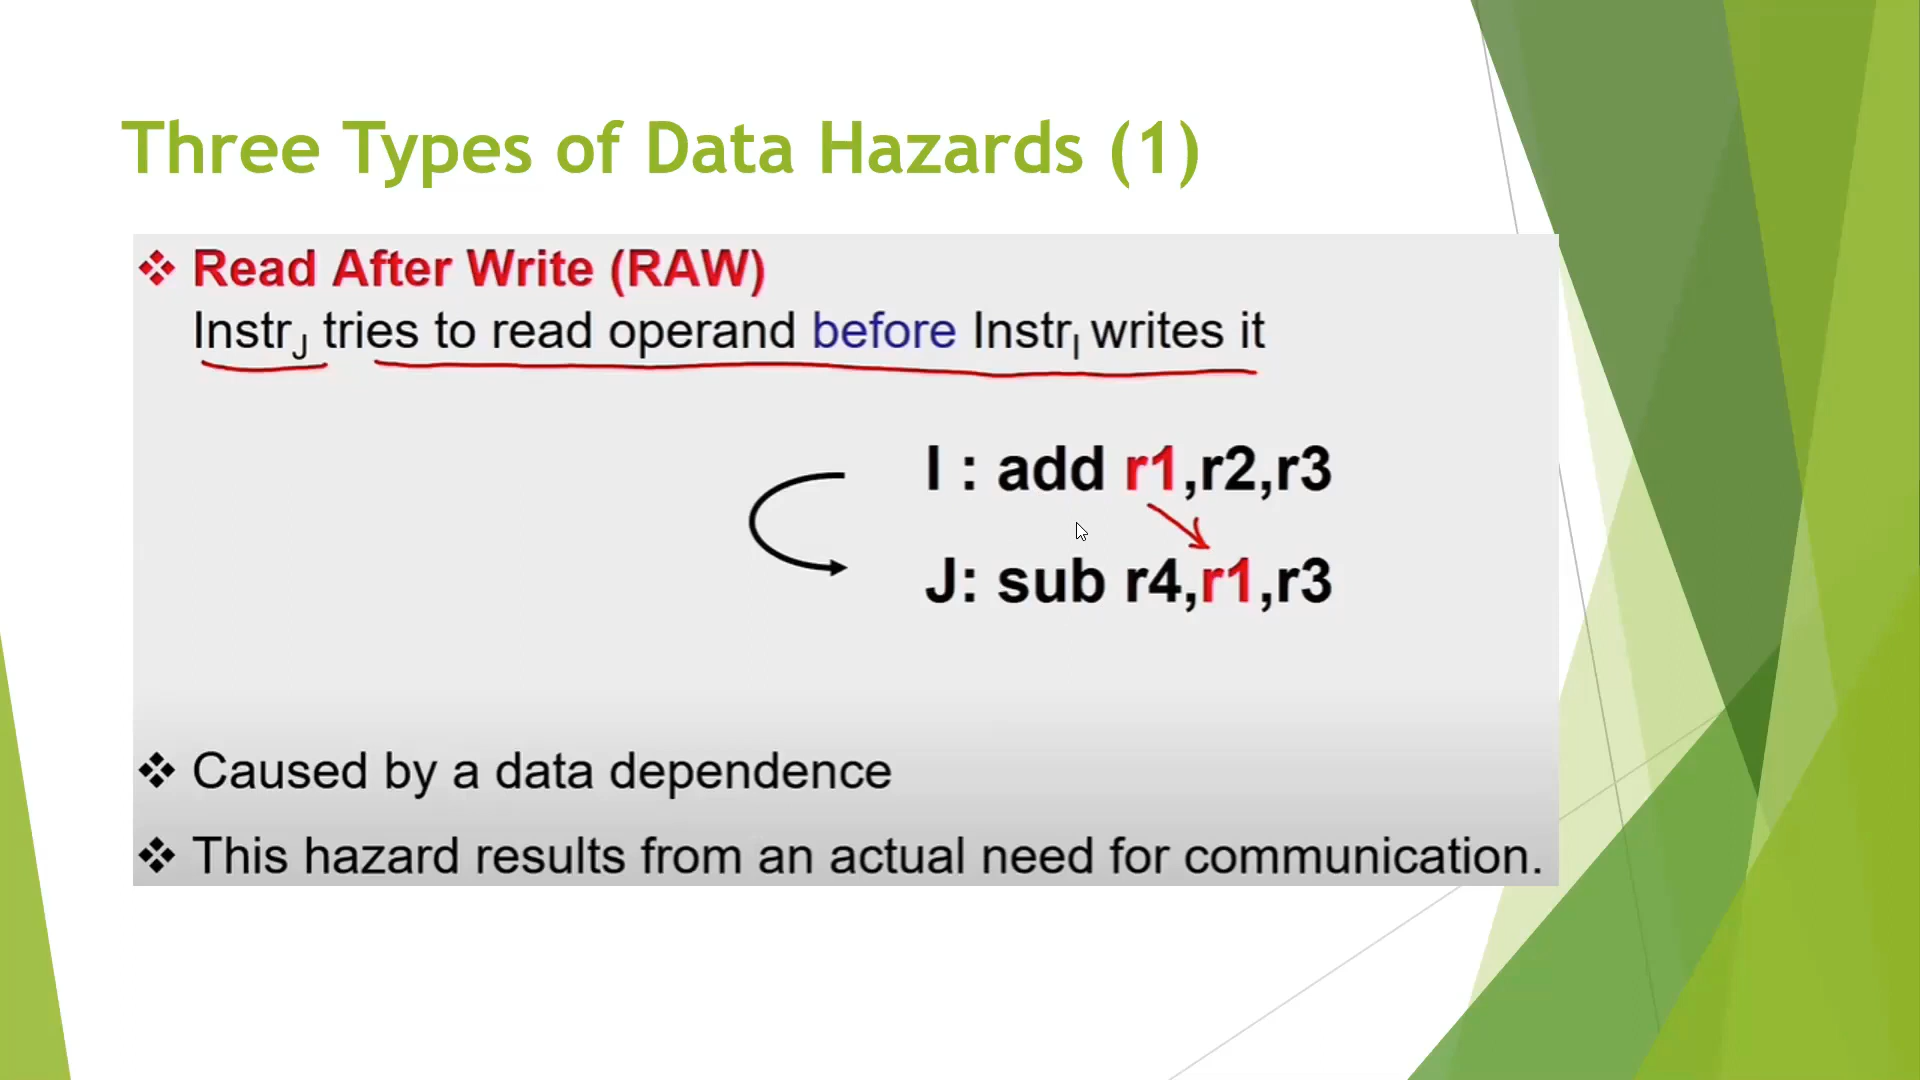 Three Types of Data Hazards (1)
❖ Read After Write (RAW)
InstrJ tries to read operand before InstrI writes it
I : add r1,r2,r3
J: sub r4,r1,r3
❖ Caused by a data dependence
❖ This hazard results from an actual need for communication.